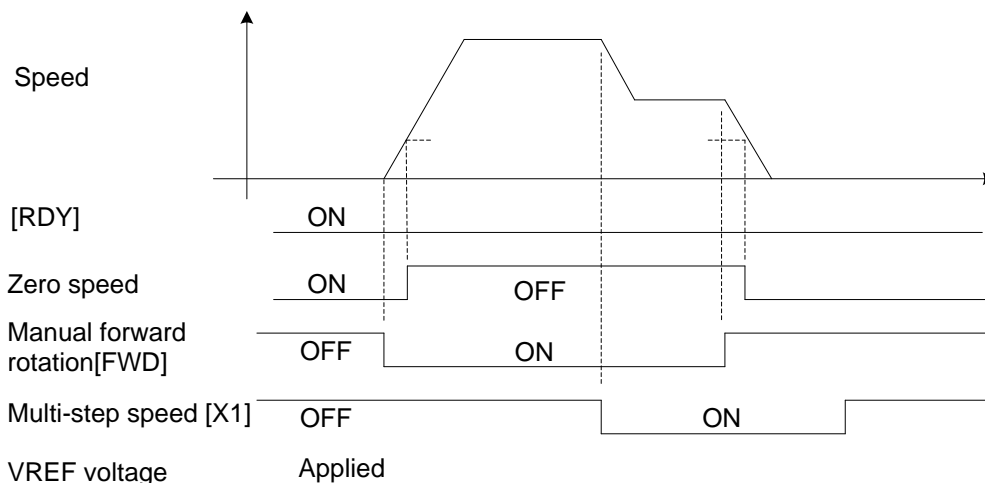 Speed
[RDY] ON
Zero speed ON OFF
Manual forward
rotation[FWD] OFF ON
Multi-step speed [X1] OFF ON
VREF voltage Applied